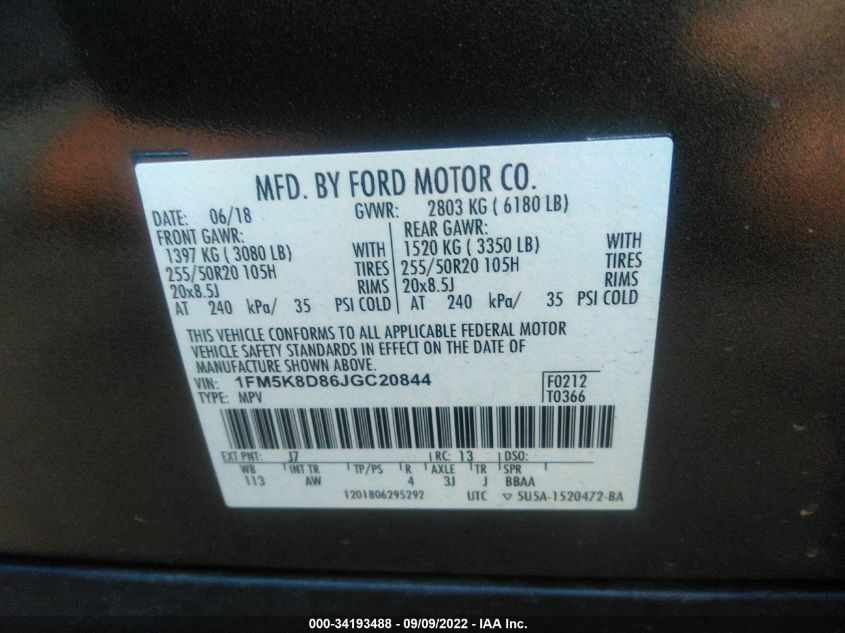 MFD. BY FORD MOTOR CO.
DATE: 06/18 GVWR: 2803 KG ( 6180 LB)
FRONT GAWR: REAR GAWR:
1397 KG ( 3080 LB) WITH 1520 KG ( 3350 LB) WITH
255/50R20 105H TIRES 255/50R20 105H TIRES
20x8.5J RIMS 20x8.5J RIMS
AT 240 kPa/ 35 PSI COLD AT 240 kPa/ 35 PSI COLD
THIS VEHICLE CONFORMS TO ALL APPLICABLE FEDERAL MOTOR
VEHICLE SAFETY STANDARDS IN EFFECT ON THE DATE OF
MANUFACTURE SHOWN ABOVE.
VIN: 1FM5K8D86JGC20844 F0212
TYPE: MPV T0366
EXT PNT: J7 RC: 13 DSO:
WB INT TR TP/PS R AXLE TR SPR
113 AW 4 3J J BBAA
1201806295292 UTC ▽ 5U5A-1520472-BA
000-34193488 - 09/09/2022 - IAA Inc.